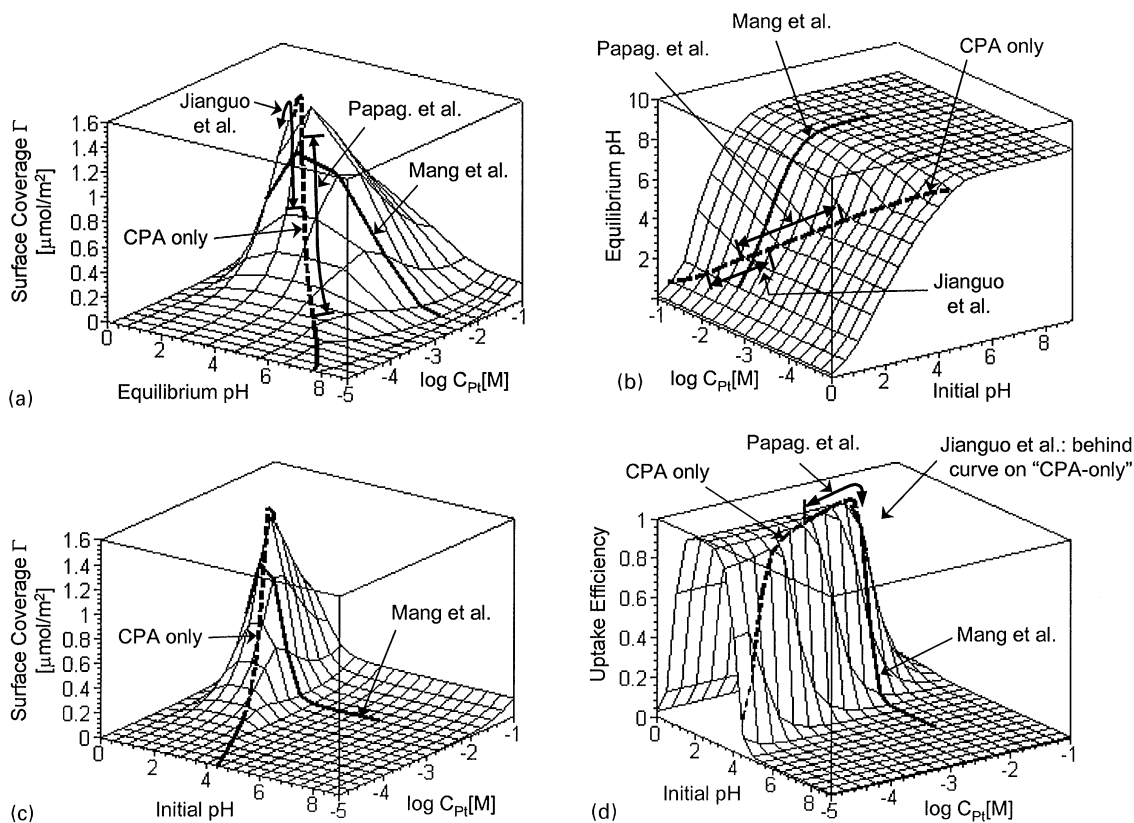 Jianguo
et al.
Papag. et al.
Mang et al.
CPA only
Surface Coverage Γ
[μmol/m²]
1.6
1.4
1.2
1
0.8
0.6
0.4
0.2
0
0
2
4
6
8
-5
-4
-3
-2
-1
Equilibrium pH
log C_Pt[M]
(a)
Mang et al.
Papag. et al.
CPA only
Equilibrium pH
10
8
6
4
2
-1
-2
-3
-4
0
2
4
6
8
Jianguo
et al.
log C_Pt[M]
Initial pH
(b)
Surface Coverage Γ
[μmol/m²]
1.6
1.4
1.2
1
0.8
0.6
0.4
0.2
0
CPA only
Mang et al.
0
2
4
6
8
-5
-4
-3
-2
-1
Initial pH
log C_Pt[M]
(c)
Papag. et al.
CPA only
Jianguo et al.: behind
curve on "CPA-only"
Uptake Efficiency
1
0.8
0.6
0.4
0.2
0
Mang et al.
0
2
4
6
8
-5
-4
-3
-2
-1
Initial pH
log C_Pt[M]
(d)